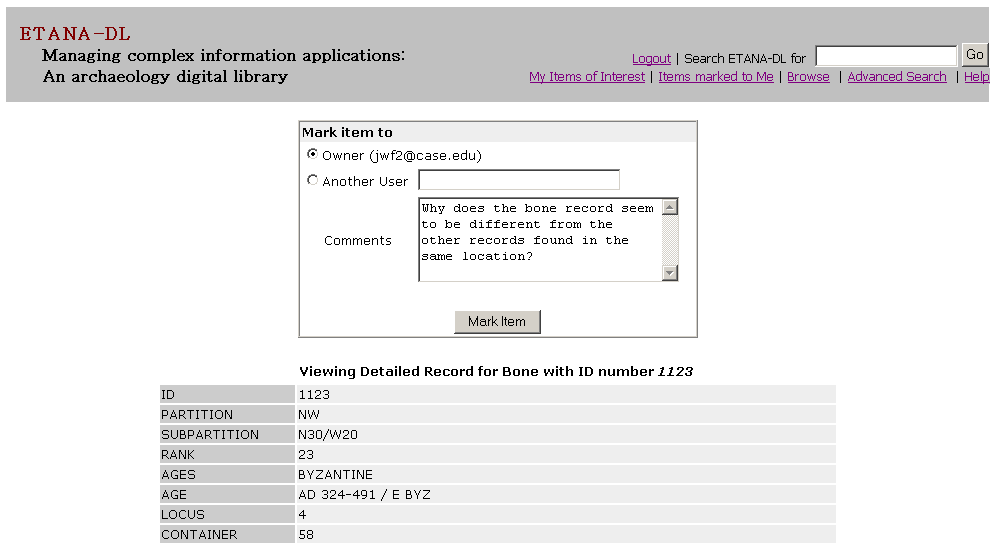 ETANA-DL
Managing complex information applications:
An archaeology digital library
Logout | Search ETANA-DL for Go
My Items of Interest | Items marked to Me | Browse | Advanced Search | Help
Mark item to
Owner (jwf2@case.edu)
Another User
Comments
Why does the bone record seem
to be different from the
other records found in the
same location?
Mark Item
Viewing Detailed Record for Bone with ID number 1123
ID 1123
PARTITION NW
SUBPARTITION N30/W20
RANK 23
AGES BYZANTINE
AGE AD 324-491 / E BYZ
LOCUS 4
CONTAINER 58